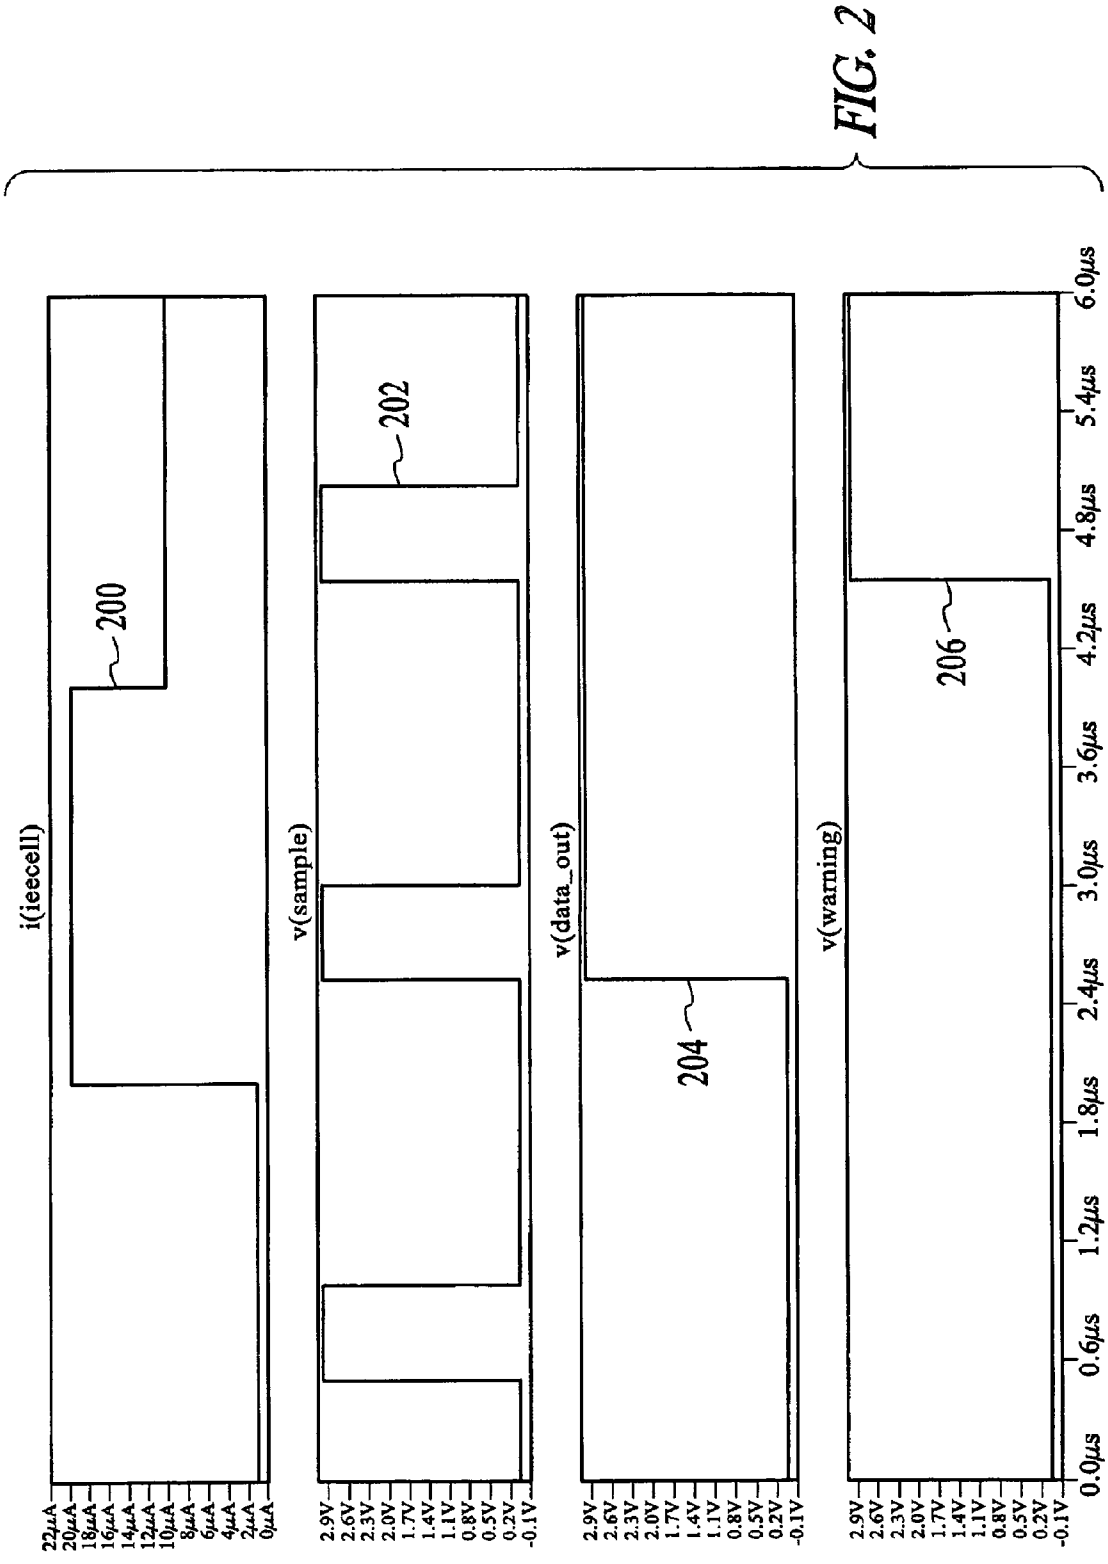 i(ieecell)
22µA
20µA
18µA
16µA
14µA
12µA
10µA
8µA
6µA
4µA
2µA
0µA
200
v(sample)
2.9V
2.6V
2.3V
2.0V
1.7V
1.4V
1.1V
0.8V
0.5V
0.2V
-0.1V
202
v(data_out)
2.9V
2.6V
2.3V
2.0V
1.7V
1.4V
1.1V
0.8V
0.5V
0.2V
-0.1V
204
v(warning)
2.9V
2.6V
2.3V
2.0V
1.7V
1.4V
1.1V
0.8V
0.5V
0.2V
-0.1V
206
0.0µs 0.6µs 1.2µs 1.8µs 2.4µs 3.0µs 3.6µs 4.2µs 4.8µs 5.4µs 6.0µs
FIG. 2